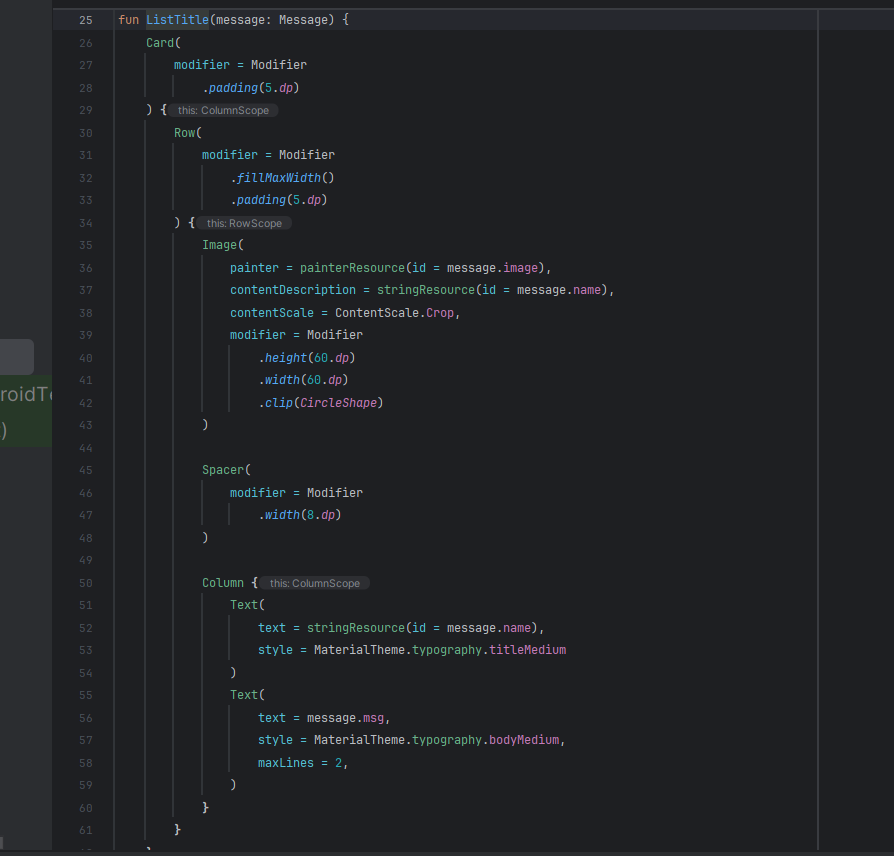 25 fun ListTitle(message: Message) {
26 Card(
27 modifier = Modifier
28 .padding(5.dp)
29 ) { this: ColumnScope
30 Row(
31 modifier = Modifier
32 .fillMaxWidth()
33 .padding(5.dp)
34 ) { this: RowScope
35 Image(
36 painter = painterResource(id = message.image),
37 contentDescription = stringResource(id = message.name),
38 contentScale = ContentScale.Crop,
39 modifier = Modifier
40 .height(60.dp)
41 .width(60.dp)
42 .clip(CircleShape)
43 )
44
45 Spacer(
46 modifier = Modifier
47 .width(8.dp)
48 )
49
50 Column { this: ColumnScope
51 Text(
52 text = stringResource(id = message.name),
53 style = MaterialTheme.typography.titleMedium
54 )
55 Text(
56 text = message.msg,
57 style = MaterialTheme.typography.bodyMedium,
58 maxLines = 2,
59 )
60 }
61 }
roidT
)